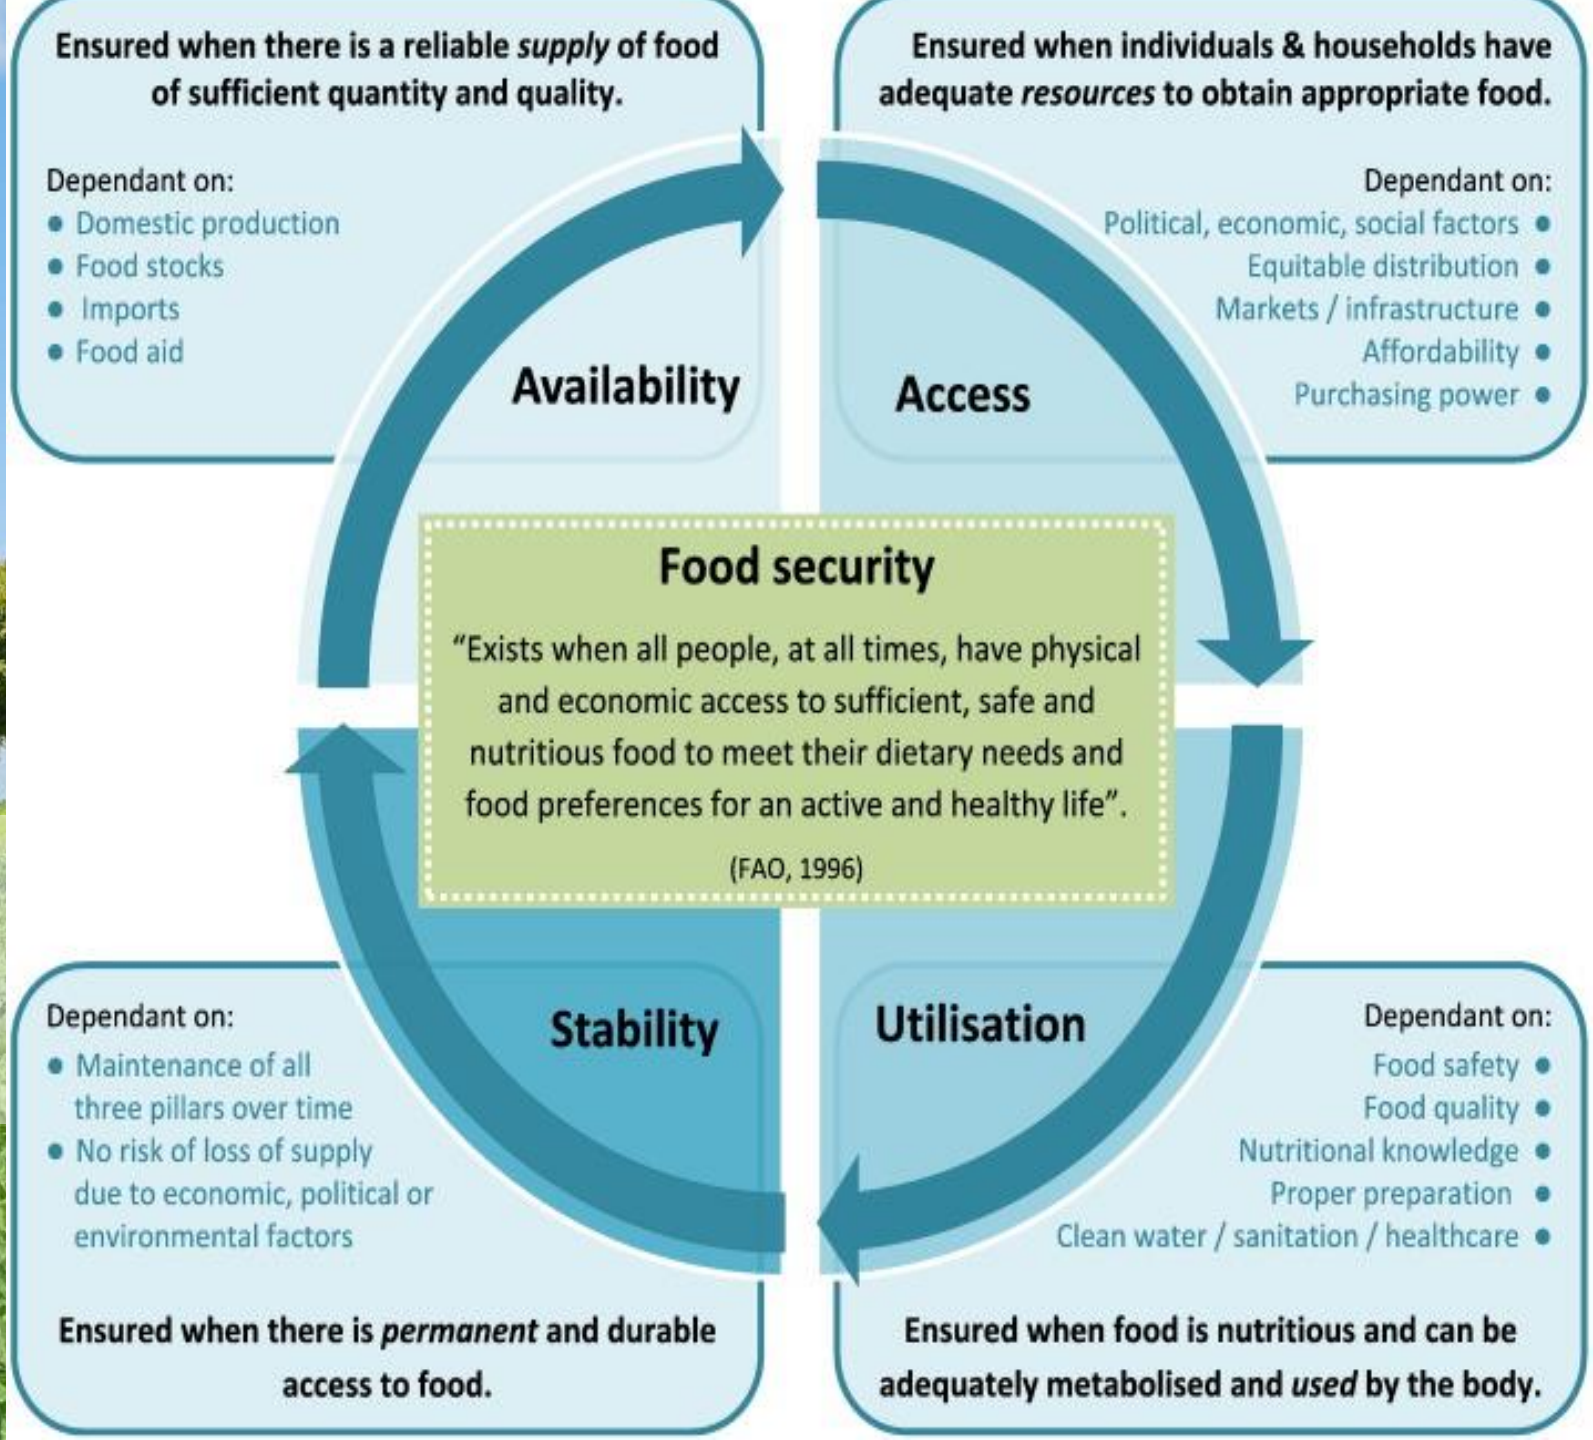 Ensured when there is a reliable supply of food
of sufficient quantity and quality.
Dependant on:
● Domestic production
● Food stocks
● Imports
● Food aid
Availability
Ensured when individuals & households have
adequate resources to obtain appropriate food.
Dependant on:
Political, economic, social factors ●
Equitable distribution ●
Markets / infrastructure ●
Affordability ●
Purchasing power ●
Access
Food security
“Exists when all people, at all times, have physical
and economic access to sufficient, safe and
nutritious food to meet their dietary needs and
food preferences for an active and healthy life”.
(FAO, 1996)
Stability
Dependant on:
● Maintenance of all
three pillars over time
● No risk of loss of supply
due to economic, political or
environmental factors
Ensured when there is permanent and durable
access to food.
Utilisation
Dependant on:
Food safety ●
Food quality ●
Nutritional knowledge ●
Proper preparation ●
Clean water / sanitation / healthcare ●
Ensured when food is nutritious and can be
adequately metabolised and used by the body.